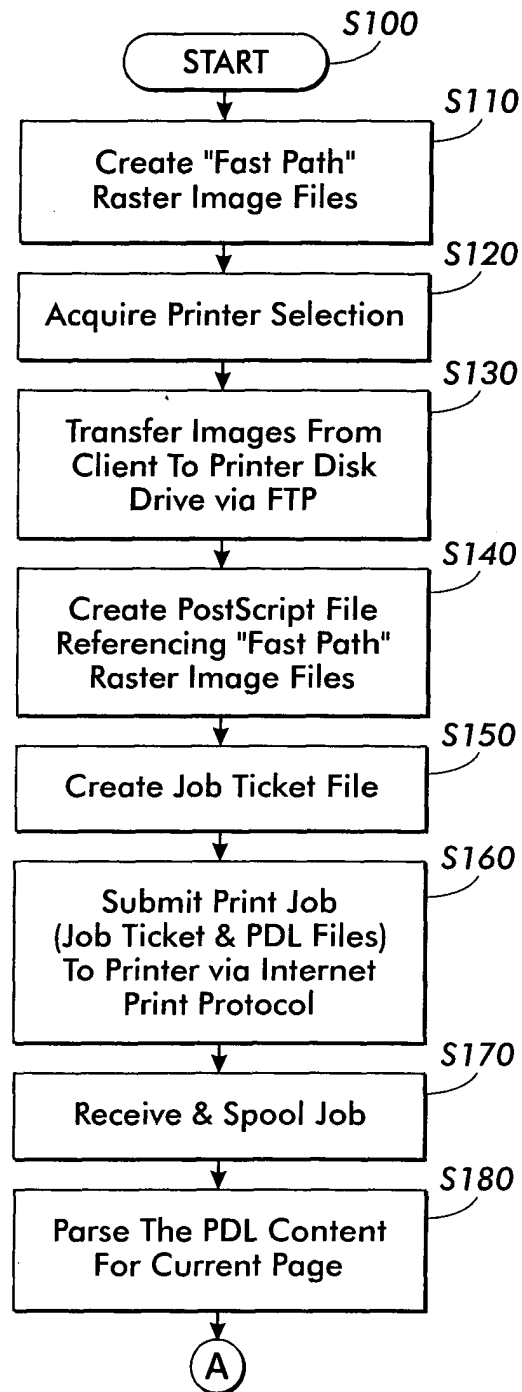 S100
START
S110
Create "Fast Path"
Raster Image Files
S120
Acquire Printer Selection
S130
Transfer Images From
Client To Printer Disk
Drive via FTP
S140
Create PostScript File
Referencing "Fast Path"
Raster Image Files
S150
Create Job Ticket File
S160
Submit Print Job
(Job Ticket & PDL Files)
To Printer via Internet
Print Protocol
S170
Receive & Spool Job
S180
Parse The PDL Content
For Current Page
A